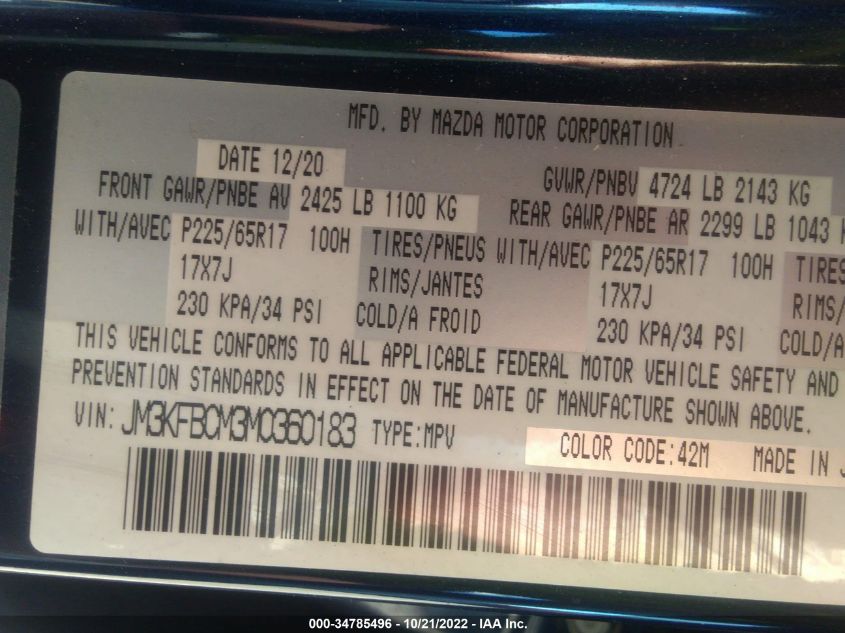 MFD. BY MAZDA MOTOR CORPORATION
DATE 12/20 GVWR/PNBV 4724 LB 2143 KG
FRONT GAWR/PNBE AV 2425 LB 1100 KG REAR GAWR/PNBE AR 2299 LB 1043
WITH/AVEC P225/65R17 100H TIRES/PNEUS WITH/AVEC P225/65R17 100H TIRES
17X7J RIMS/JANTES 17X7J RIMS/
230 KPA/34 PSI COLD/A FROID 230 KPA/34 PSI COLD/A
THIS VEHICLE CONFORMS TO ALL APPLICABLE FEDERAL MOTOR VEHICLE SAFETY AND
PREVENTION STANDARDS IN EFFECT ON THE DATE OF MANUFACTURE SHOWN ABOVE.
VIN: JM3KFBCM3M0360183 TYPE:MPV COLOR CODE:42M MADE IN
000-34785496 - 10/21/2022 - IAA Inc.